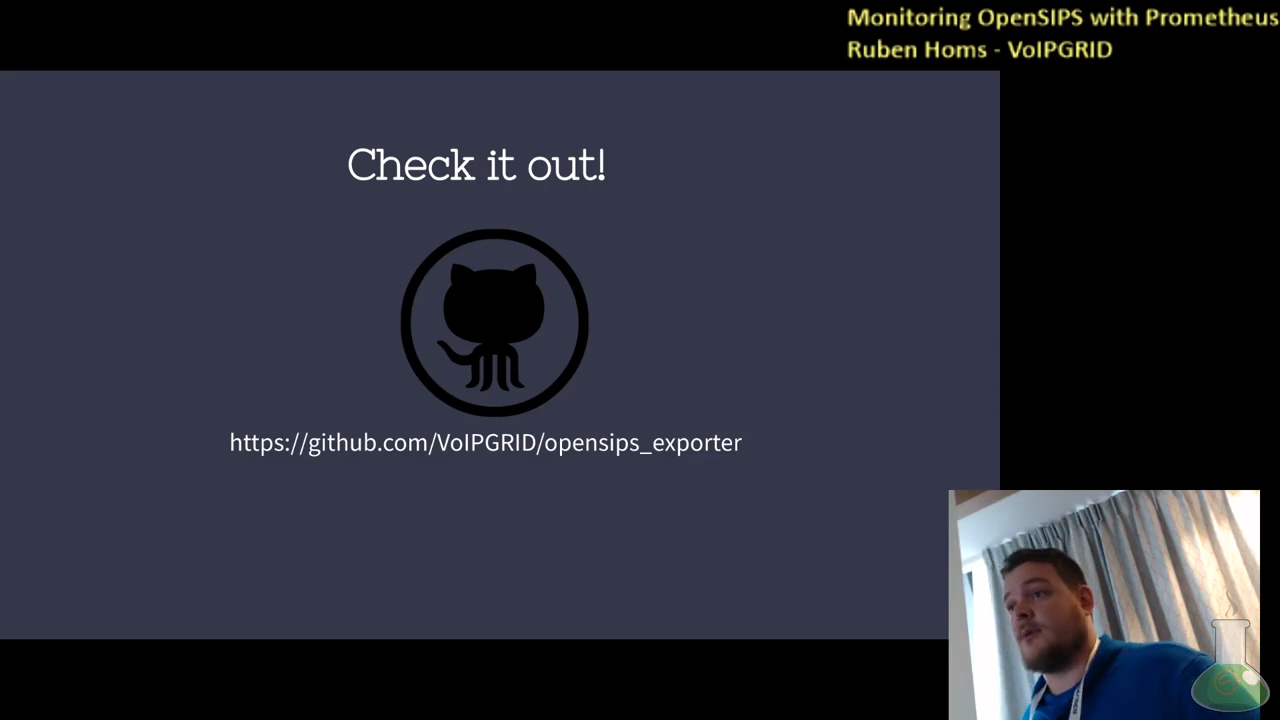 Monitoring OpenSIPS with Prometheus
Ruben Homs - VoIPGRID
Check it out!
https://github.com/VoIPGRID/opensips_exporter